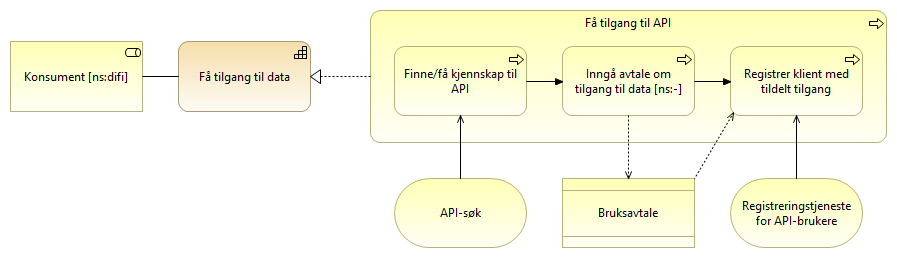 Få tilgang til API
Konsument [ns:difi]
Få tilgang til data
Finne/få kjennskap til
API
Inngå avtale om
tilgang til data [ns:-]
Registrer klient med
tildelt tilgang
API-søk
Bruksavtale
Registreringstjeneste
for API-brukere